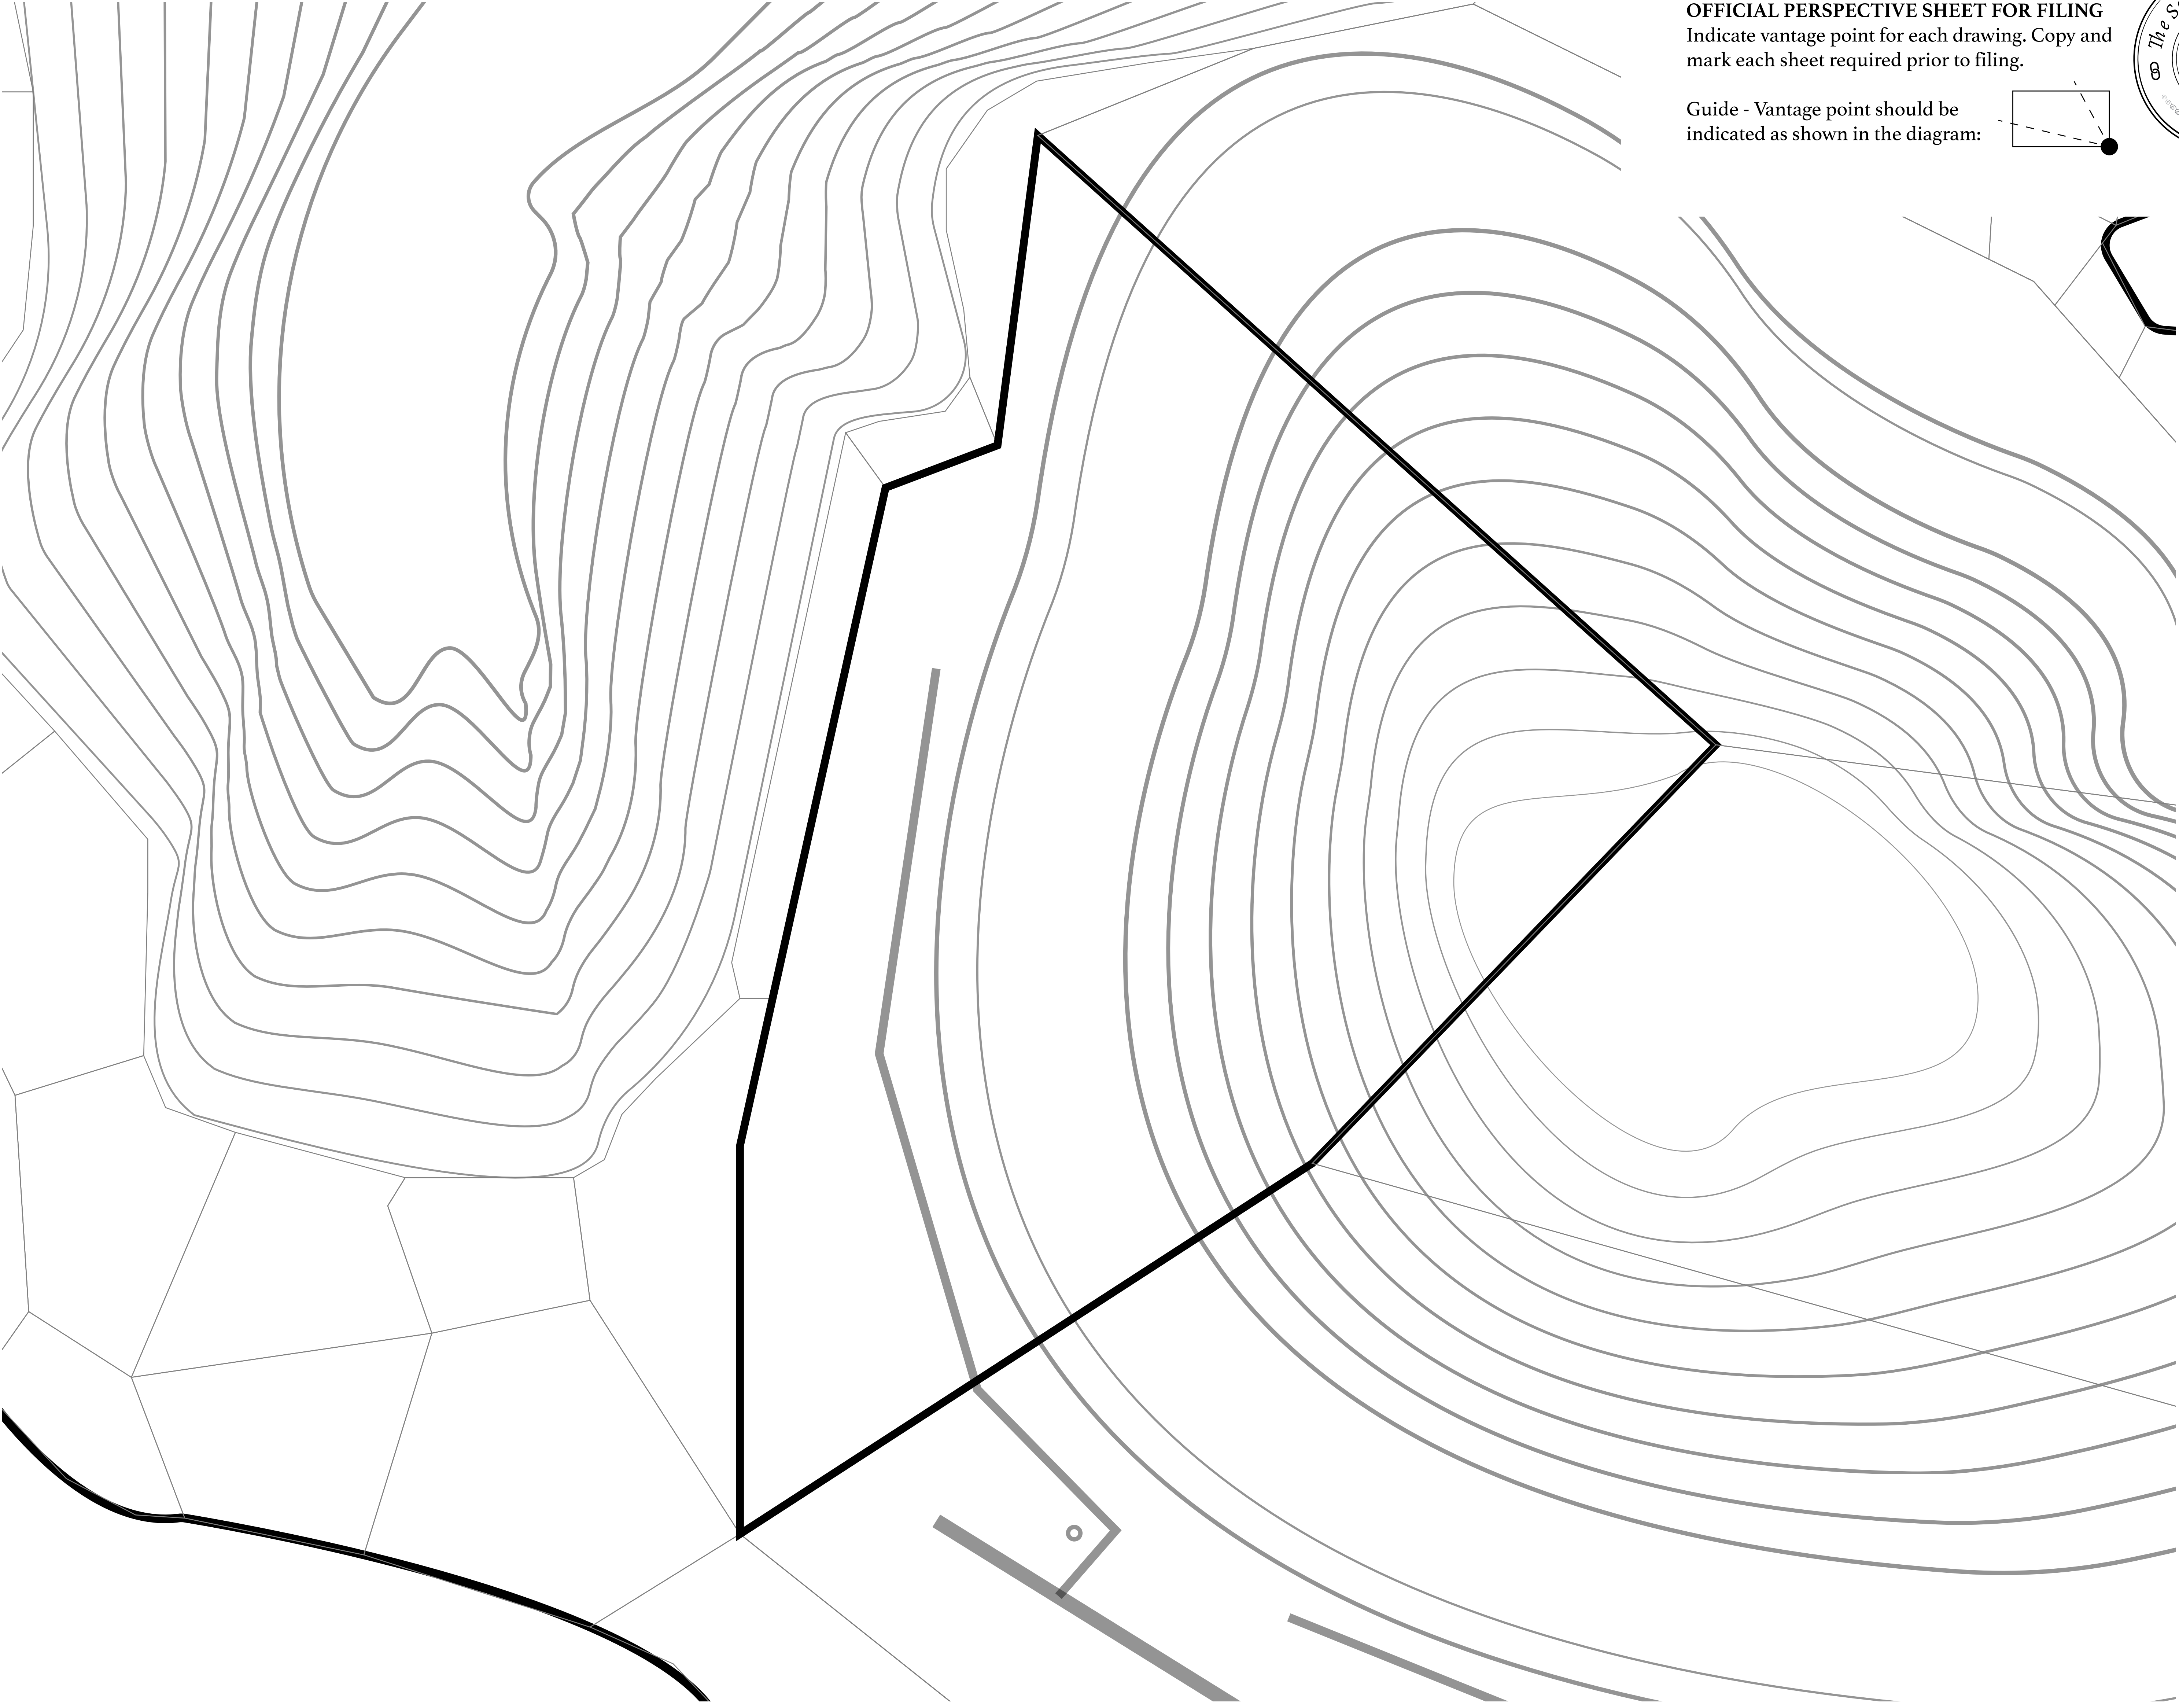 OFFICIAL PERSPECTIVE SHEET FOR FILING
Indicate vantage point for each drawing. Copy and
mark each sheet required prior to filing.
Guide - Vantage point should be
indicated as shown in the diagram:
The S